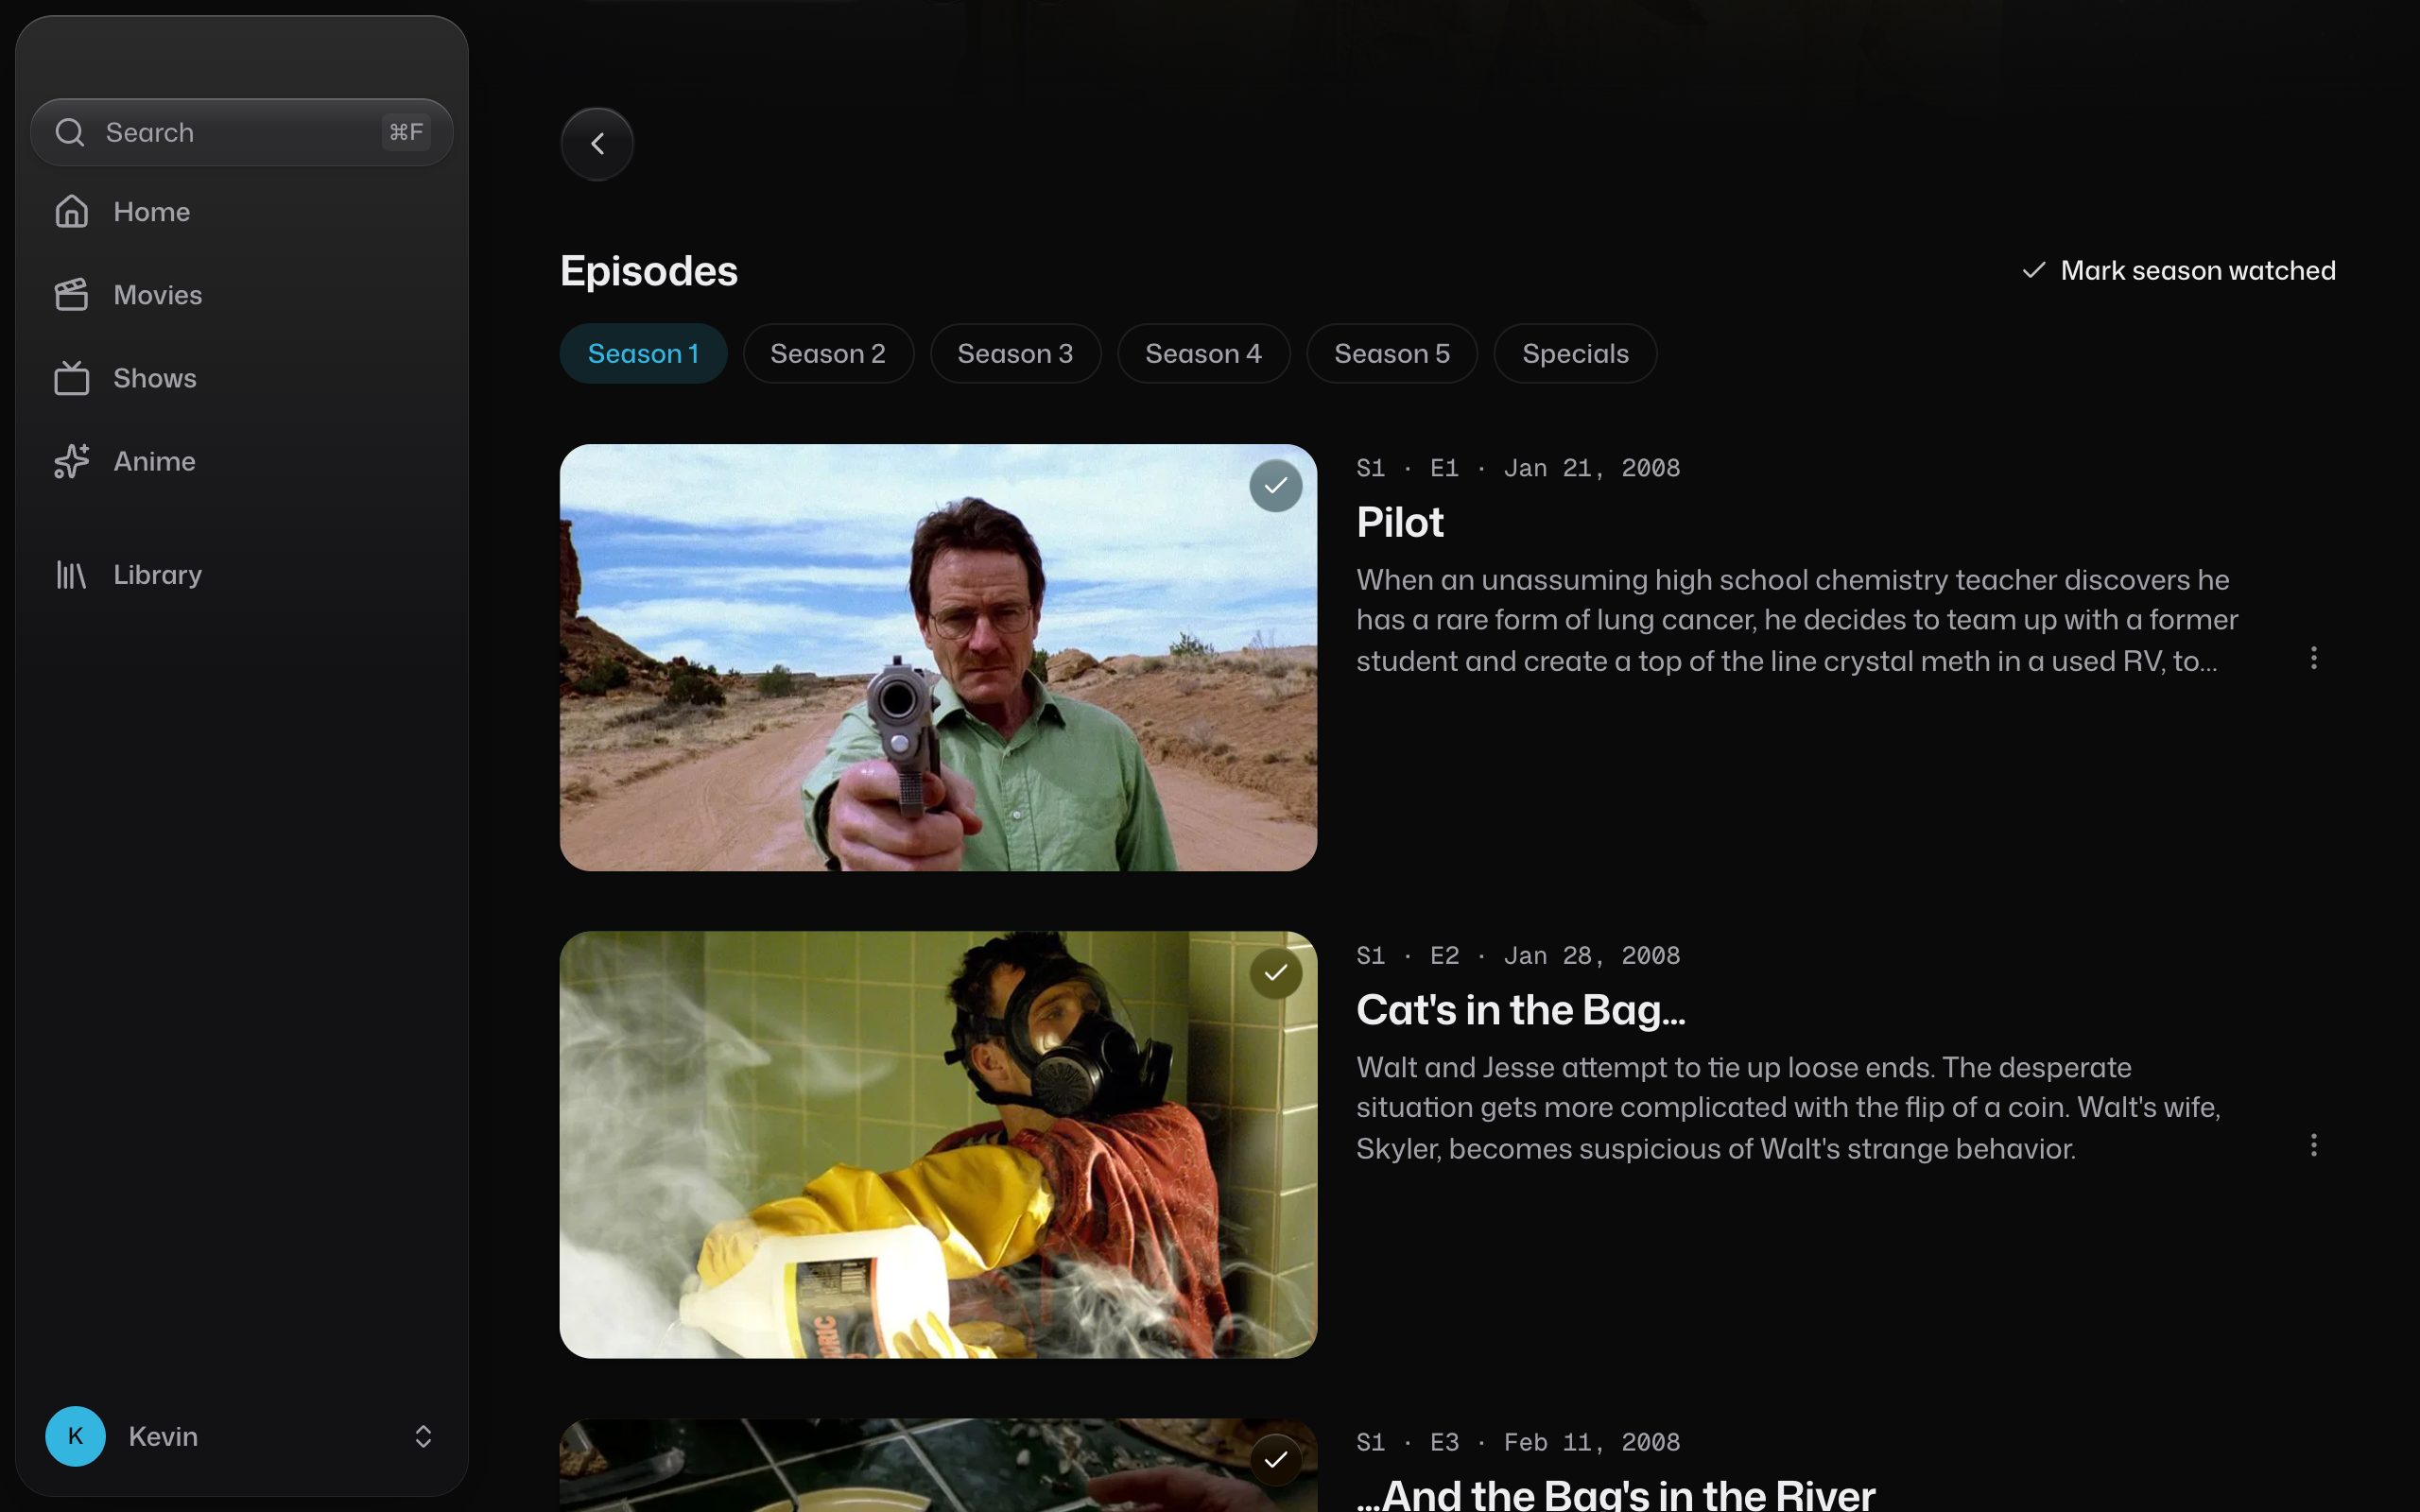 Search ⌘F
Home
Movies
Shows
Anime
Library
K Kevin
Episodes
Mark season watched
Season 1 Season 2 Season 3 Season 4 Season 5 Specials
S1 · E1 · Jan 21, 2008
Pilot
When an unassuming high school chemistry teacher discovers he
has a rare form of lung cancer, he decides to team up with a former
student and create a top of the line crystal meth in a used RV, to...
S1 · E2 · Jan 28, 2008
Cat's in the Bag...
Walt and Jesse attempt to tie up loose ends. The desperate
situation gets more complicated with the flip of a coin. Walt's wife,
Skyler, becomes suspicious of Walt's strange behavior.
S1 · E3 · Feb 11, 2008
...And the Bag's in the River